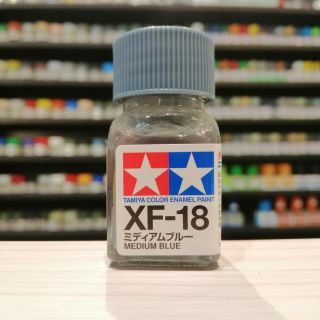 TAMIYA COLOR ENAMEL PAINT
XF-18
ミディアムブルー
MEDIUM BLUE